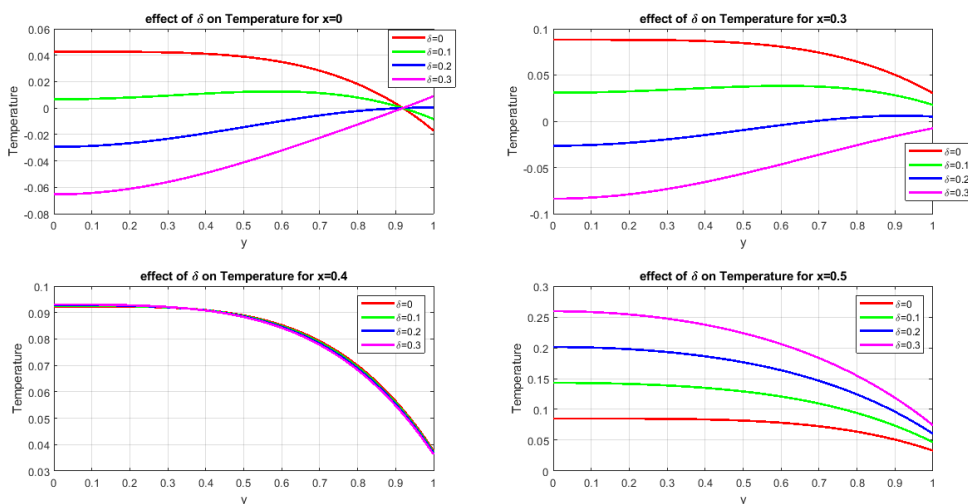 effect of δ on Temperature for x=0
0.06
0.04
0.02
0
-0.02
-0.04
-0.06
-0.08
Temperature
0 0.1 0.2 0.3 0.4 0.5 0.6 0.7 0.8 0.9 1
y
δ=0
δ=0.1
δ=0.2
δ=0.3
effect of δ on Temperature for x=0.3
0.1
0.05
0
-0.05
-0.1
Temperature
0 0.1 0.2 0.3 0.4 0.5 0.6 0.7 0.8 0.9 1
y
δ=0
δ=0.1
δ=0.2
δ=0.3
effect of δ on Temperature for x=0.4
0.1
0.09
0.08
0.07
0.06
0.05
0.04
0.03
Temperature
0 0.1 0.2 0.3 0.4 0.5 0.6 0.7 0.8 0.9 1
y
δ=0
δ=0.1
δ=0.2
δ=0.3
effect of δ on Temperature for x=0.5
0.3
0.25
0.2
0.15
0.1
0.05
0
Temperature
0 0.1 0.2 0.3 0.4 0.5 0.6 0.7 0.8 0.9 1
y
δ=0
δ=0.1
δ=0.2
δ=0.3